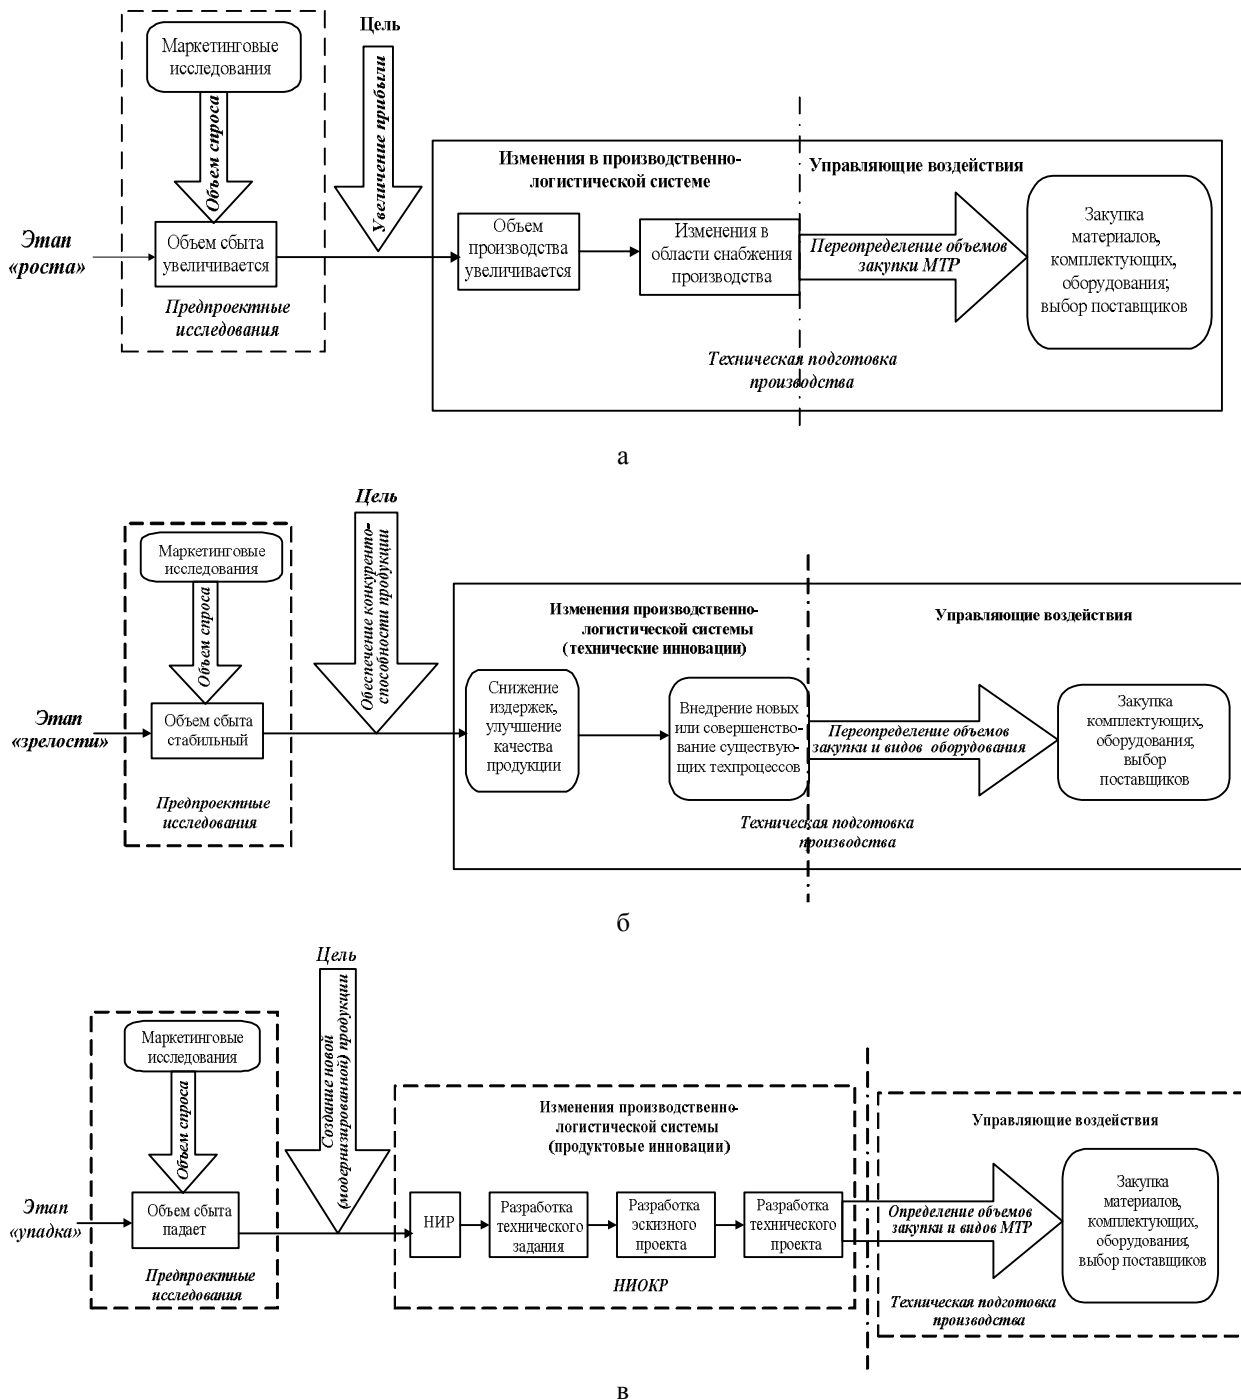 Маркетинговые
исследования
Объем спроса
Цель
Увеличение прибыли
Этап
«роста»
Объем сбыта
увеличивается
Предпроектные
исследования
Изменения в производственно-
логистической системе
Управляющие воздействия
Объем
производства
увеличивается
Изменения в
области снабжения
производства
Переопределение объемов
закупки МТР
Закупка
материалов,
комплектующих,
оборудования;
выбор поставщиков
Техническая подготовка
производства
а
Маркетинговые
исследования
Объем спроса
Цель
Обеспечение конкуренто-
способности продукции
Этап
«зрелости»
Объем сбыта
стабильный
Предпроектные
исследования
Изменения производственно-
логистической системы
(технические инновации)
Управляющие воздействия
Снижение
издержек,
улучшение
качества
продукции
Внедрение новых
или совершенств-
вование существую-
щих техпроцессов
Переопределение объемов
закупки и видов оборудования
Закупка
комплектующих,
оборудования;
выбор
поставщиков
Техническая подготовка
производства
б
Маркетинговые
исследования
Объем спроса
Цель
Создание новой
(модернизированной) продукции
Этап
«упадка»
Объем сбыта
падает
Предпроектные
исследования
Изменения производственно-
логистической системы
(продуктовые инновации)
Управляющие воздействия
НИР
Разработка
технического
задания
Разработка
эскизного
проекта
Разработка
технического
проекта
НИОКР
Определение объемов
закупки и видов МТР
Закупка
материалов,
комплектующих,
оборудования;
выбор поставщиков
Техническая подготовка
производства
в